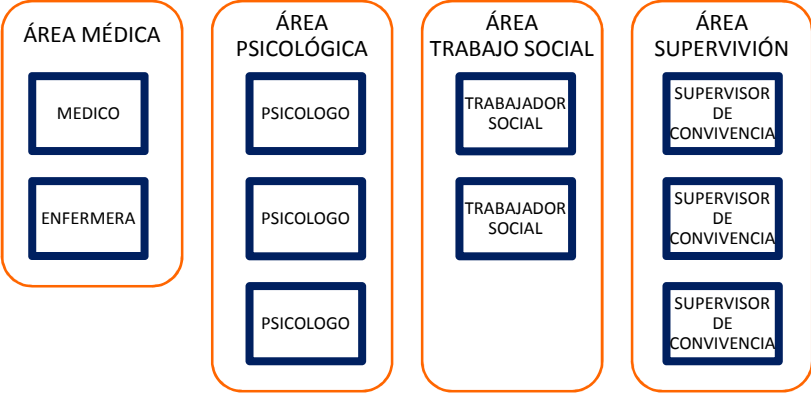 ÁREA MÉDICA
MEDICO
ENFERMERA
ÁREA
PSICOLÓGICA
PSICOLOGO
PSICOLOGO
PSICOLOGO
ÁREA
TRABAJO SOCIAL
TRABAJADOR
SOCIAL
TRABAJADOR
SOCIAL
ÁREA
SUPERVIVIÓN
SUPERVISOR
DE
CONVIVENCIA
SUPERVISOR
DE
CONVIVENCIA
SUPERVISOR
DE
CONVIVENCIA